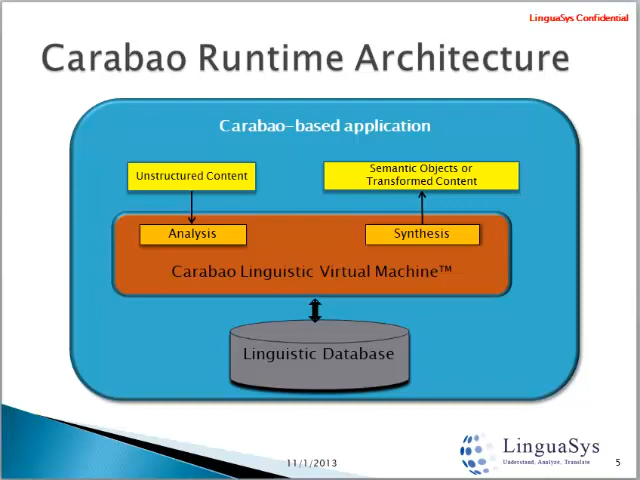 LinguaSys Confidential
Carabao Runtime Architecture
Carabao-based application
Unstructured Content
Semantic Objects or
Transformed Content
Analysis
Synthesis
Carabao Linguistic Virtual Machine™
Linguistic Database
11/1/2013
LinguaSys
Understand, Analyze, Translate
5